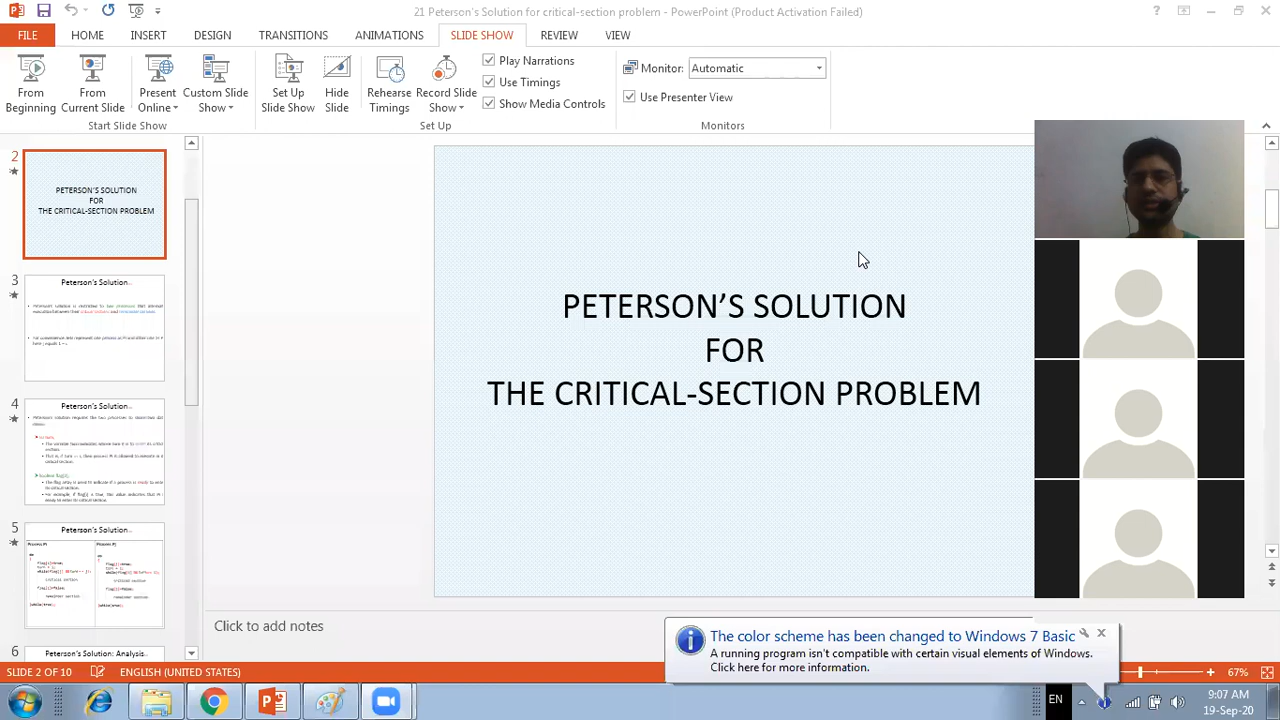 21 Peterson's Solution for critical-section problem - PowerPoint (Product Activation Failed)
FILE HOME INSERT DESIGN TRANSITIONS ANIMATIONS SLIDE SHOW REVIEW VIEW
From Beginning
From Current Slide
Present Online
Custom Slide Show
Set Up Slide Show
Hide Slide
Rehearse Timings
Record Slide Show
Play Narrations
Use Timings
Show Media Controls
Monitor: Automatic
Use Presenter View
Start Slide Show
Set Up
Monitors
2
PETERSON'S SOLUTION
FOR
THE CRITICAL-SECTION PROBLEM
3
Peterson's Solution..
4
Peterson's Solution..
5
Peterson's Solution..
6
Peterson's Solution: Analysis..
PETERSON’S SOLUTION
FOR
THE CRITICAL-SECTION PROBLEM
Click to add notes
The color scheme has been changed to Windows 7 Basic
A running program isn't compatible with certain visual elements of Windows.
Click here for more information.
SLIDE 2 OF 10 ENGLISH (UNITED STATES)
67%
EN
9:07 AM
19-Sep-20